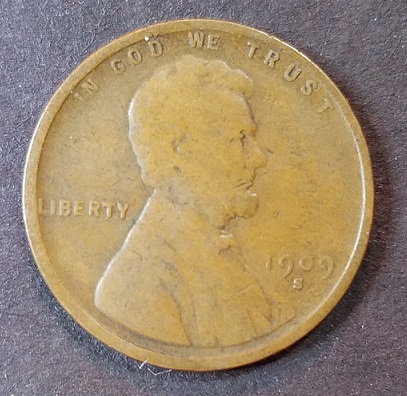 IN GOD WE TRUST
LIBERTY
1909
S